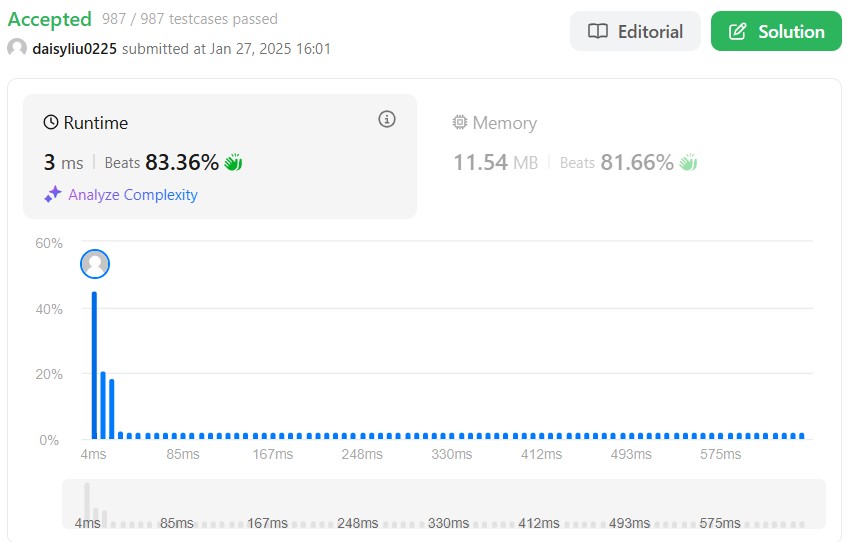 Accepted 987 / 987 testcases passed
daisyliu0225 submitted at Jan 27, 2025 16:01
Editorial
Solution
Runtime
3 ms | Beats 83.36%
Analyze Complexity
Memory
11.54 MB | Beats 81.66%
60%
40%
20%
0%
4ms 85ms 167ms 248ms 330ms 412ms 493ms 575ms
4ms 85ms 167ms 248ms 330ms 412ms 493ms 575ms